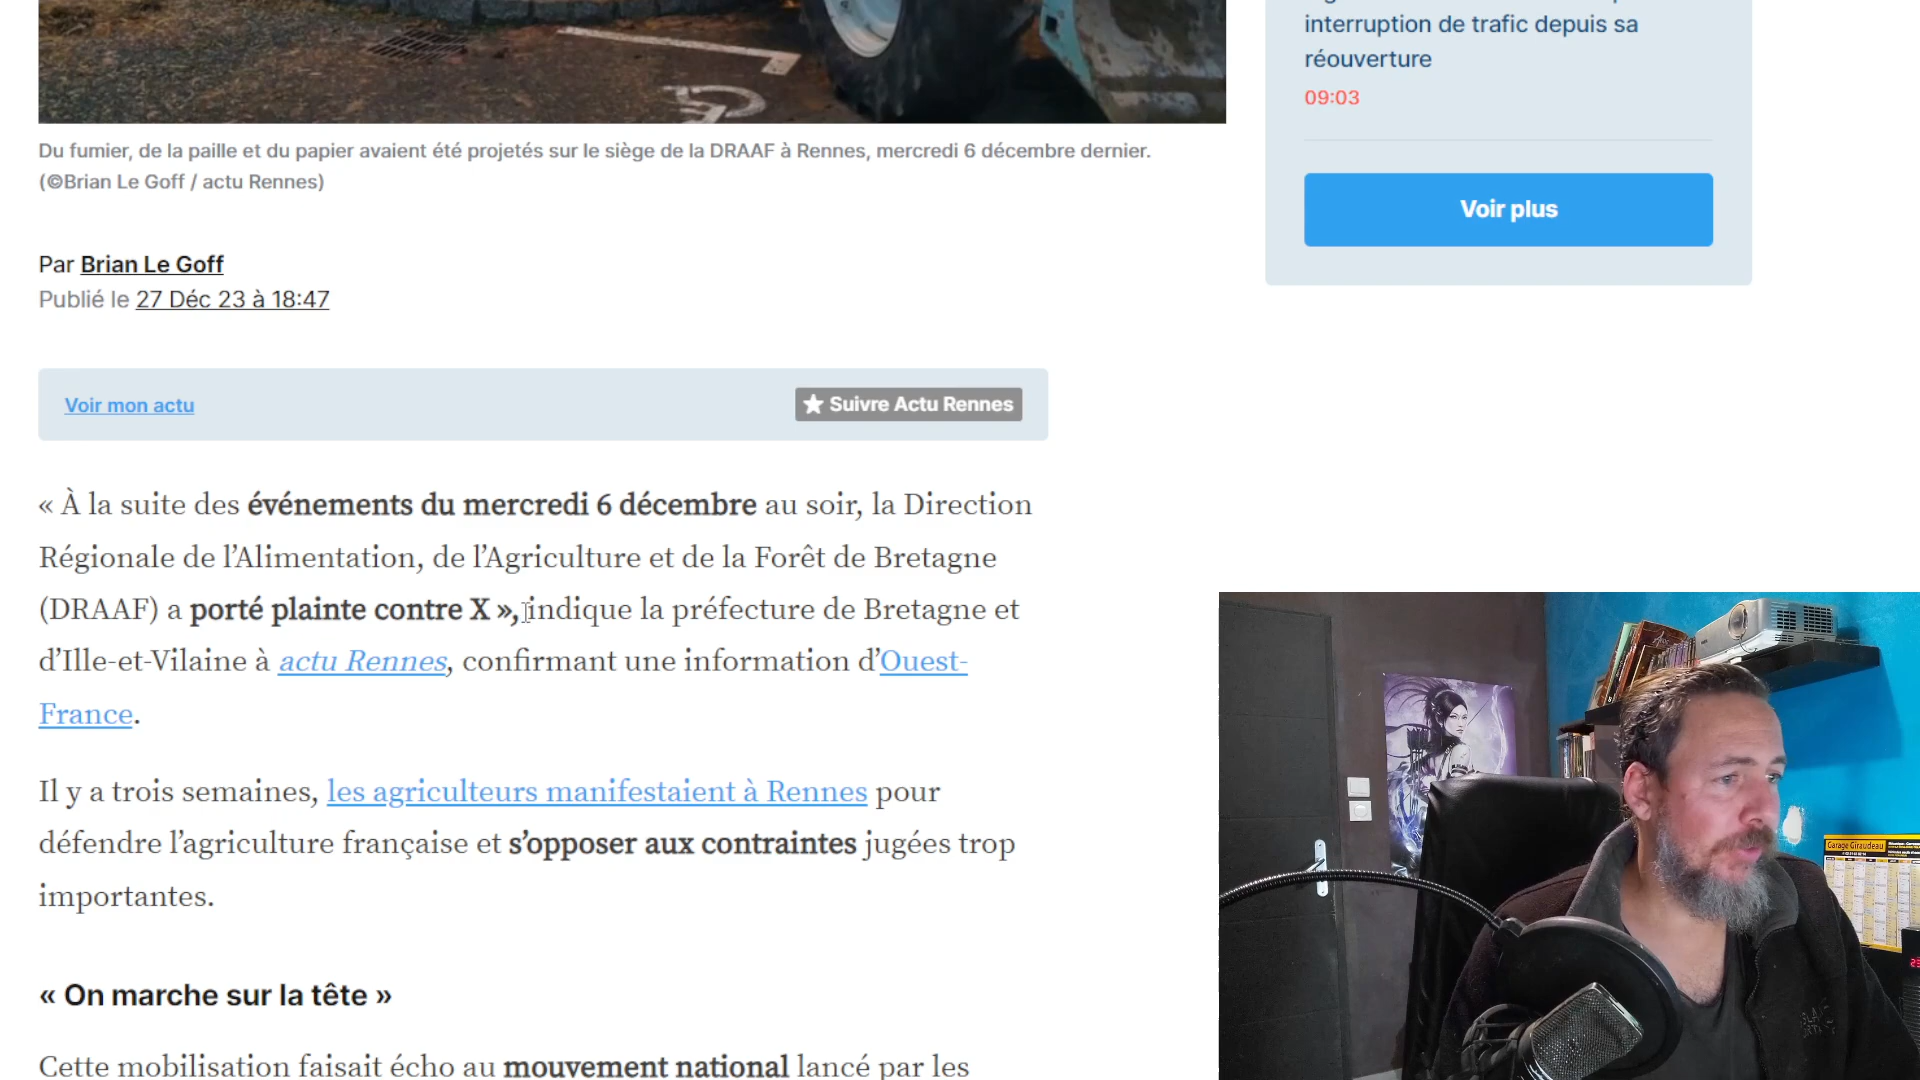 interruption de trafic depuis sa
réouverture
09:03
Voir plus
Du fumier, de la paille et du papier avaient été projetés sur le siège de la DRAAF à Rennes, mercredi 6 décembre dernier.
(©Brian Le Goff / actu Rennes)
Par Brian Le Goff
Publié le 27 Déc 23 à 18:47
Voir mon actu
Suivre Actu Rennes
« À la suite des événements du mercredi 6 décembre au soir, la Direction
Régionale de l’Alimentation, de l’Agriculture et de la Forêt de Bretagne
(DRAAF) a porté plainte contre X », indique la préfecture de Bretagne et
d’Ille-et-Vilaine à actu Rennes, confirmant une information d’Ouest-
France.
Il y a trois semaines, les agriculteurs manifestaient à Rennes pour
défendre l’agriculture française et s’opposer aux contraintes jugées trop
importantes.
« On marche sur la tête »
Cette mobilisation faisait écho au mouvement national lancé par les
Garage Giraudeau